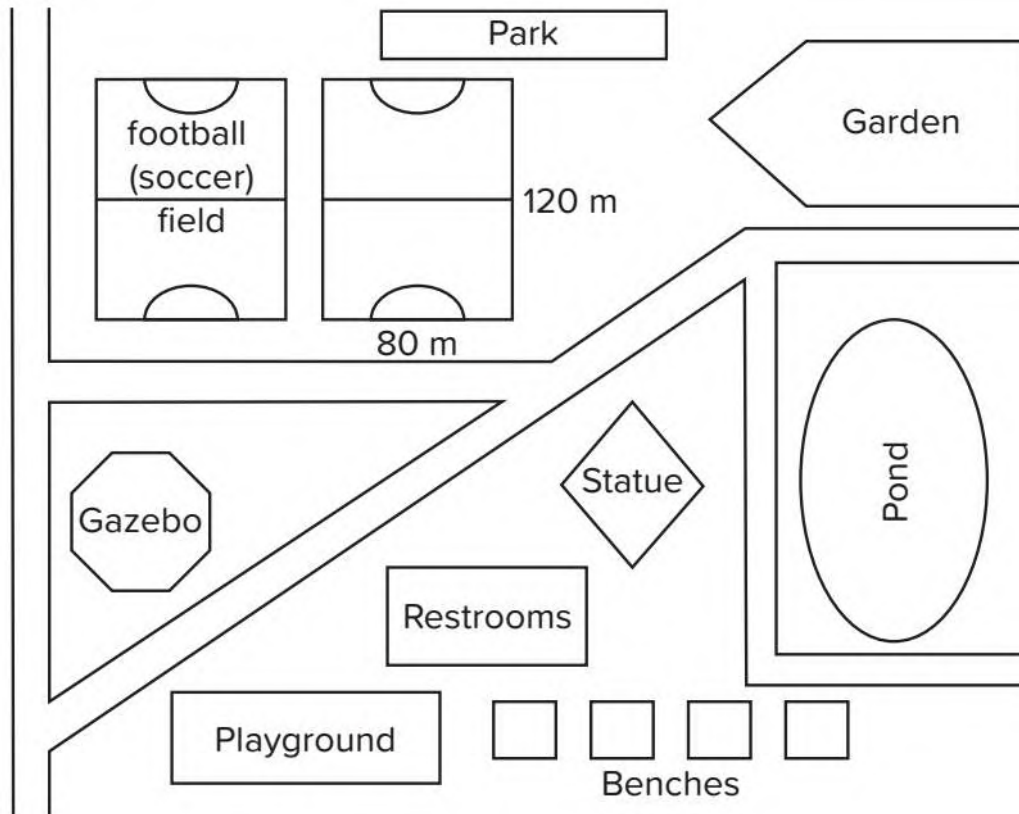 Park
football
(soccer)
field
120 m
80 m
Garden
Gazebo
Statue
Pond
Restrooms
Playground
Benches